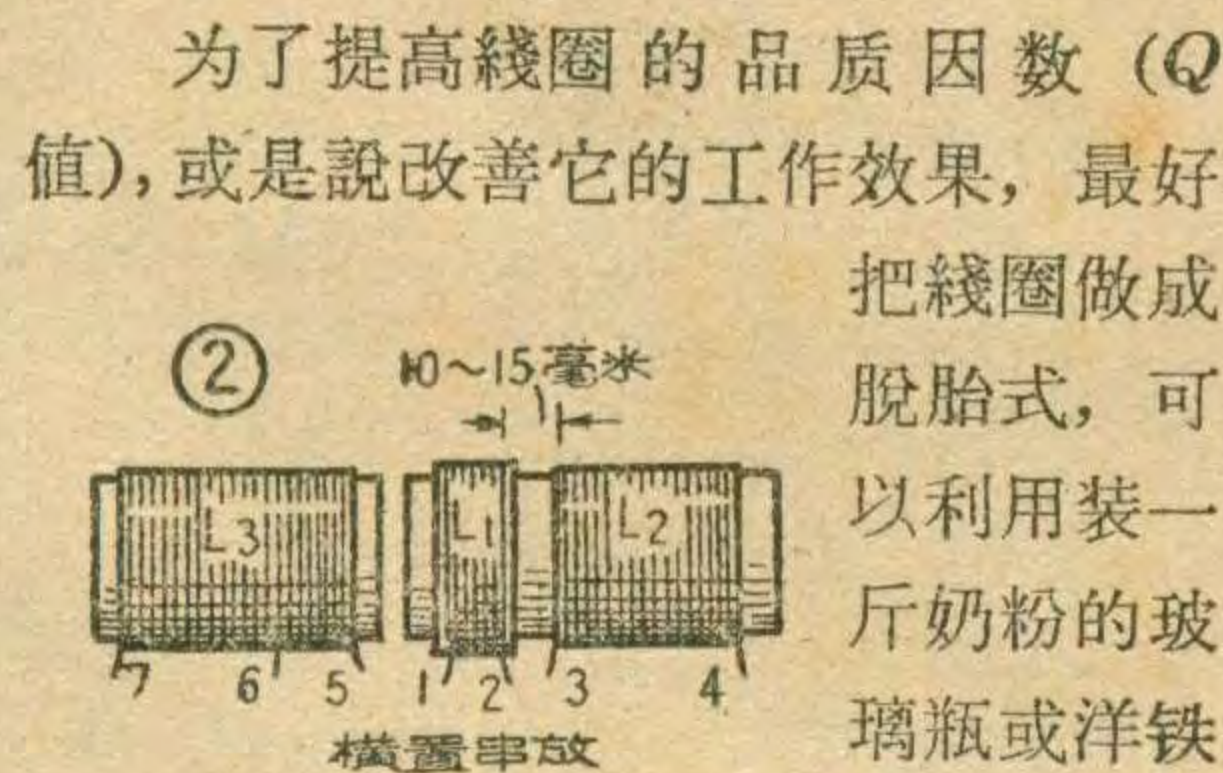 为了提高綫圈的品质因数（Q
値），或是說改善它的工作效果，最好
把綫圈做成
脫胎式，可
以利用装一
斤奶粉的玻
璃瓶或洋铁
②
10～15毫米
L3 L1 L2
7 6 5 1 2 3 4
横置串放